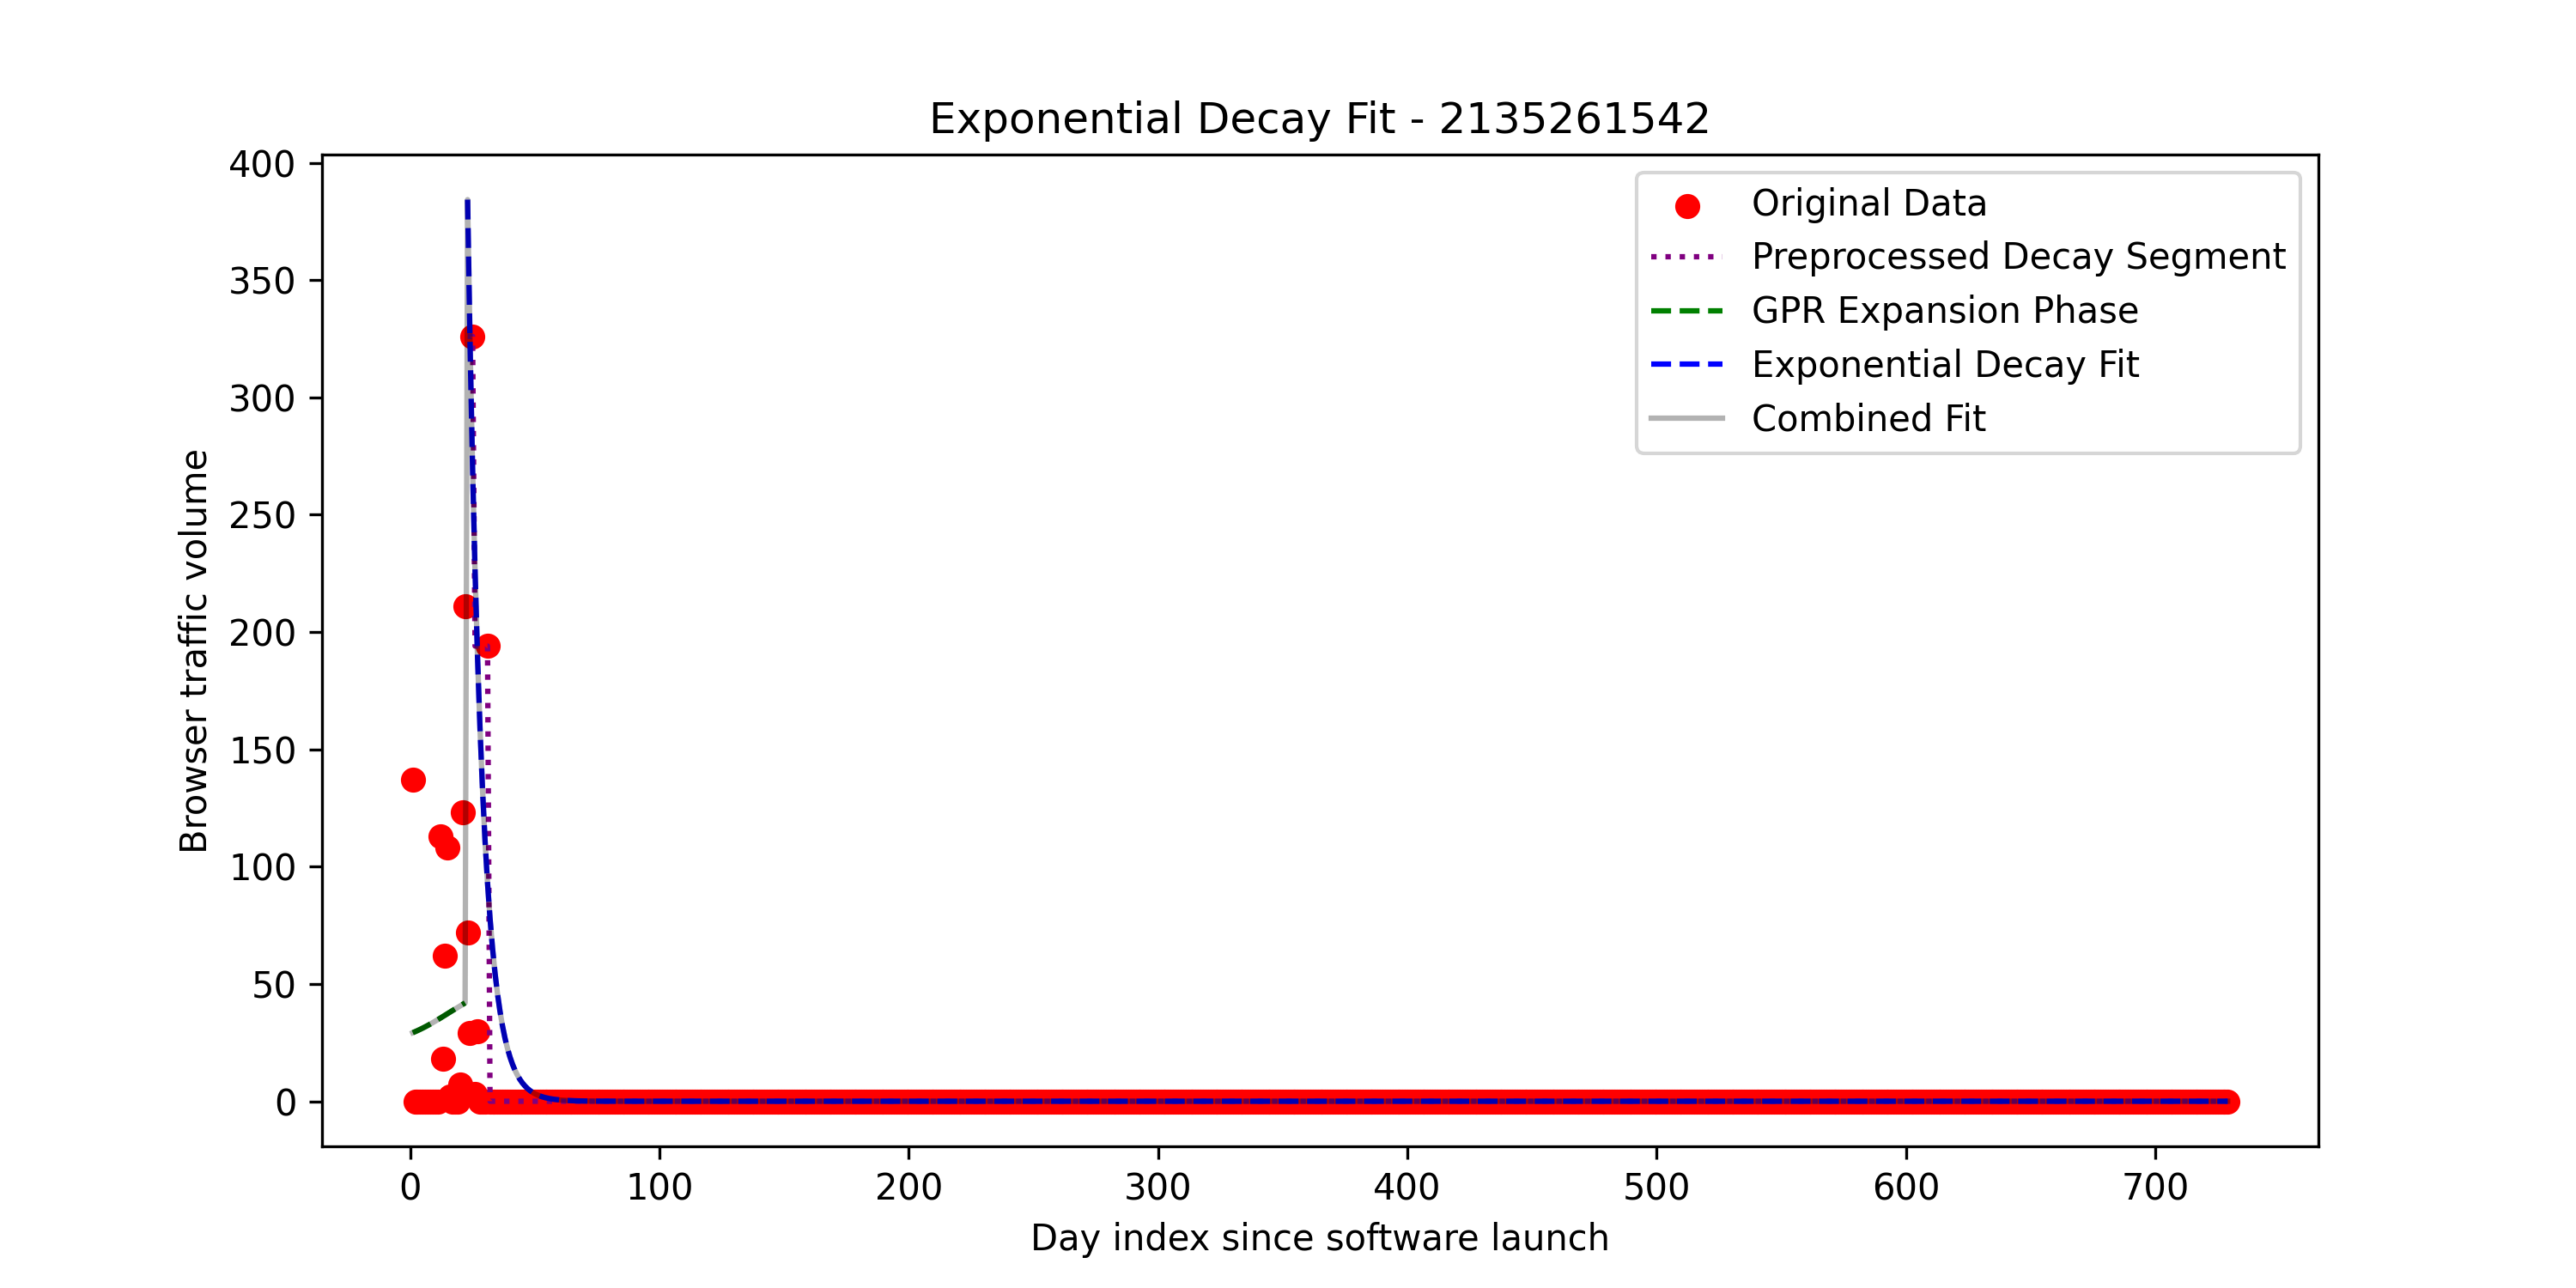 Exponential Decay Fit - 2135261542
Browser traffic volume
400
350
300
250
200
150
100
50
0
Original Data
Preprocessed Decay Segment
GPR Expansion Phase
Exponential Decay Fit
Combined Fit
0 100 200 300 400 500 600 700
Day index since software launch